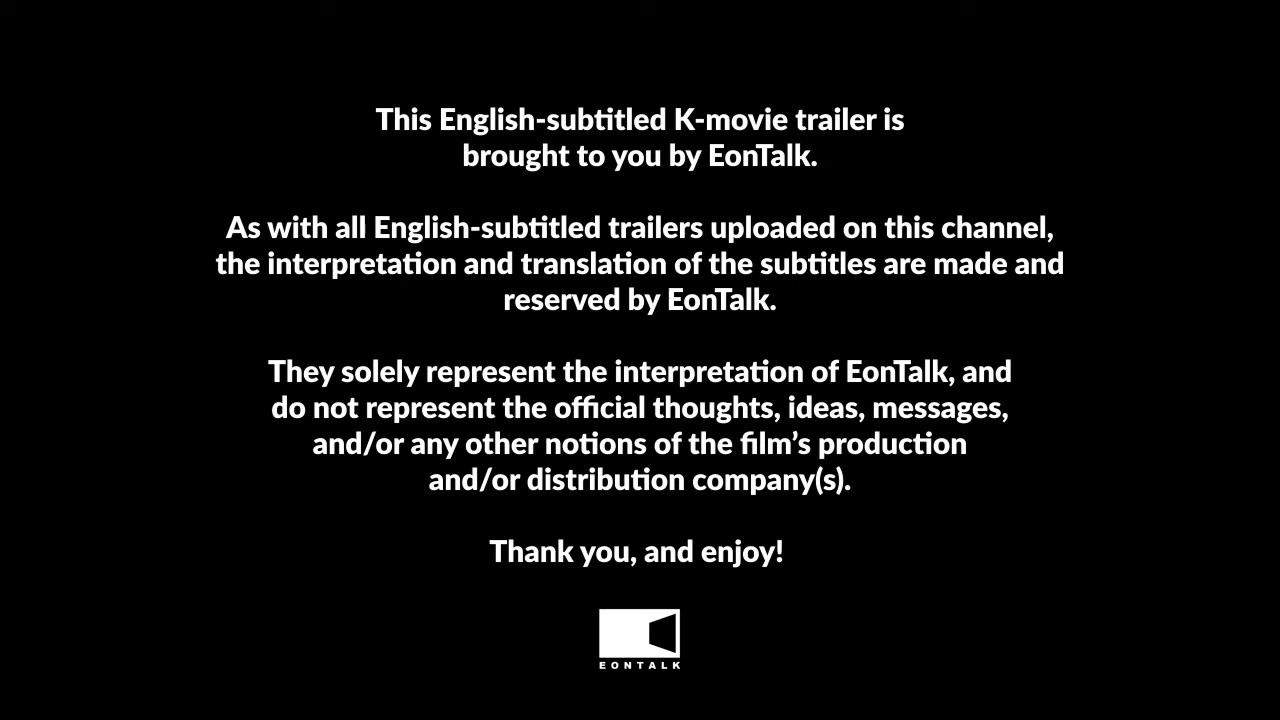 This English-subtitled K-movie trailer is
brought to you by EonTalk.
As with all English-subtitled trailers uploaded on this channel,
the interpretation and translation of the subtitles are made and
reserved by EonTalk.
They solely represent the interpretation of EonTalk, and
do not represent the official thoughts, ideas, messages,
and/or any other notions of the film’s production
and/or distribution company(s).
Thank you, and enjoy!
EONTALK